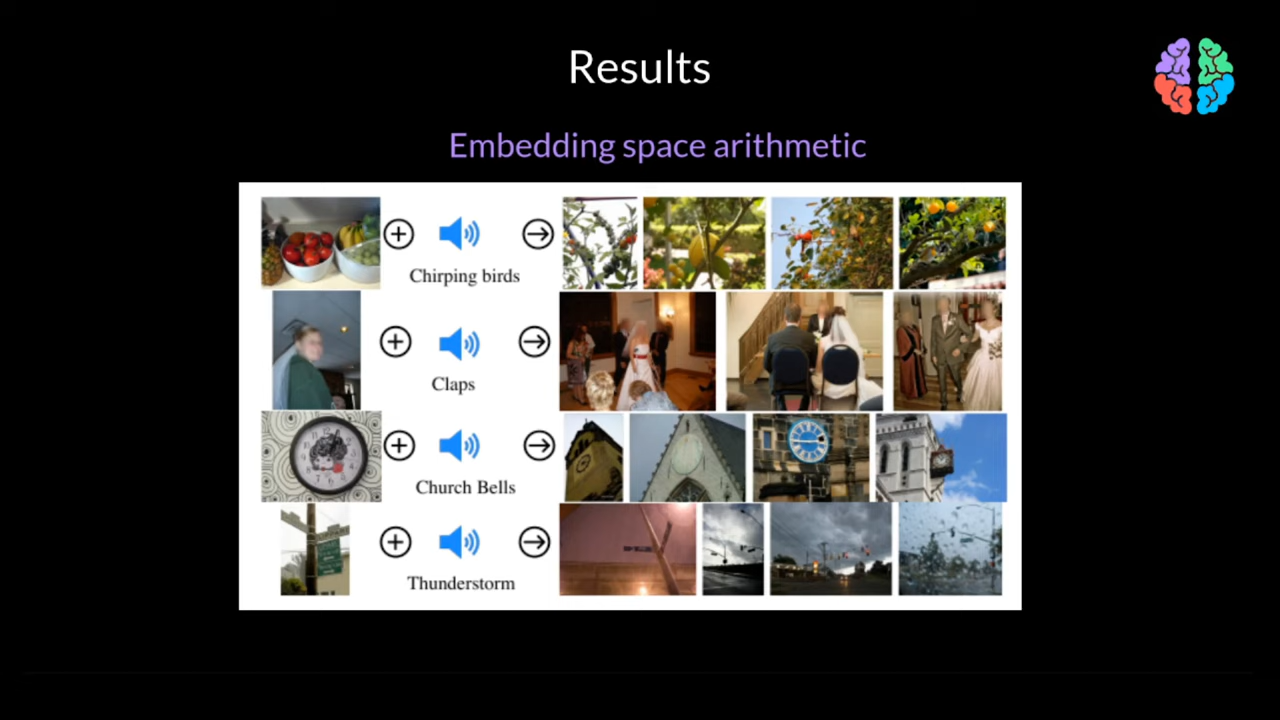 Results
Embedding space arithmetic
Chirping birds
Claps
Church Bells
Thunderstorm